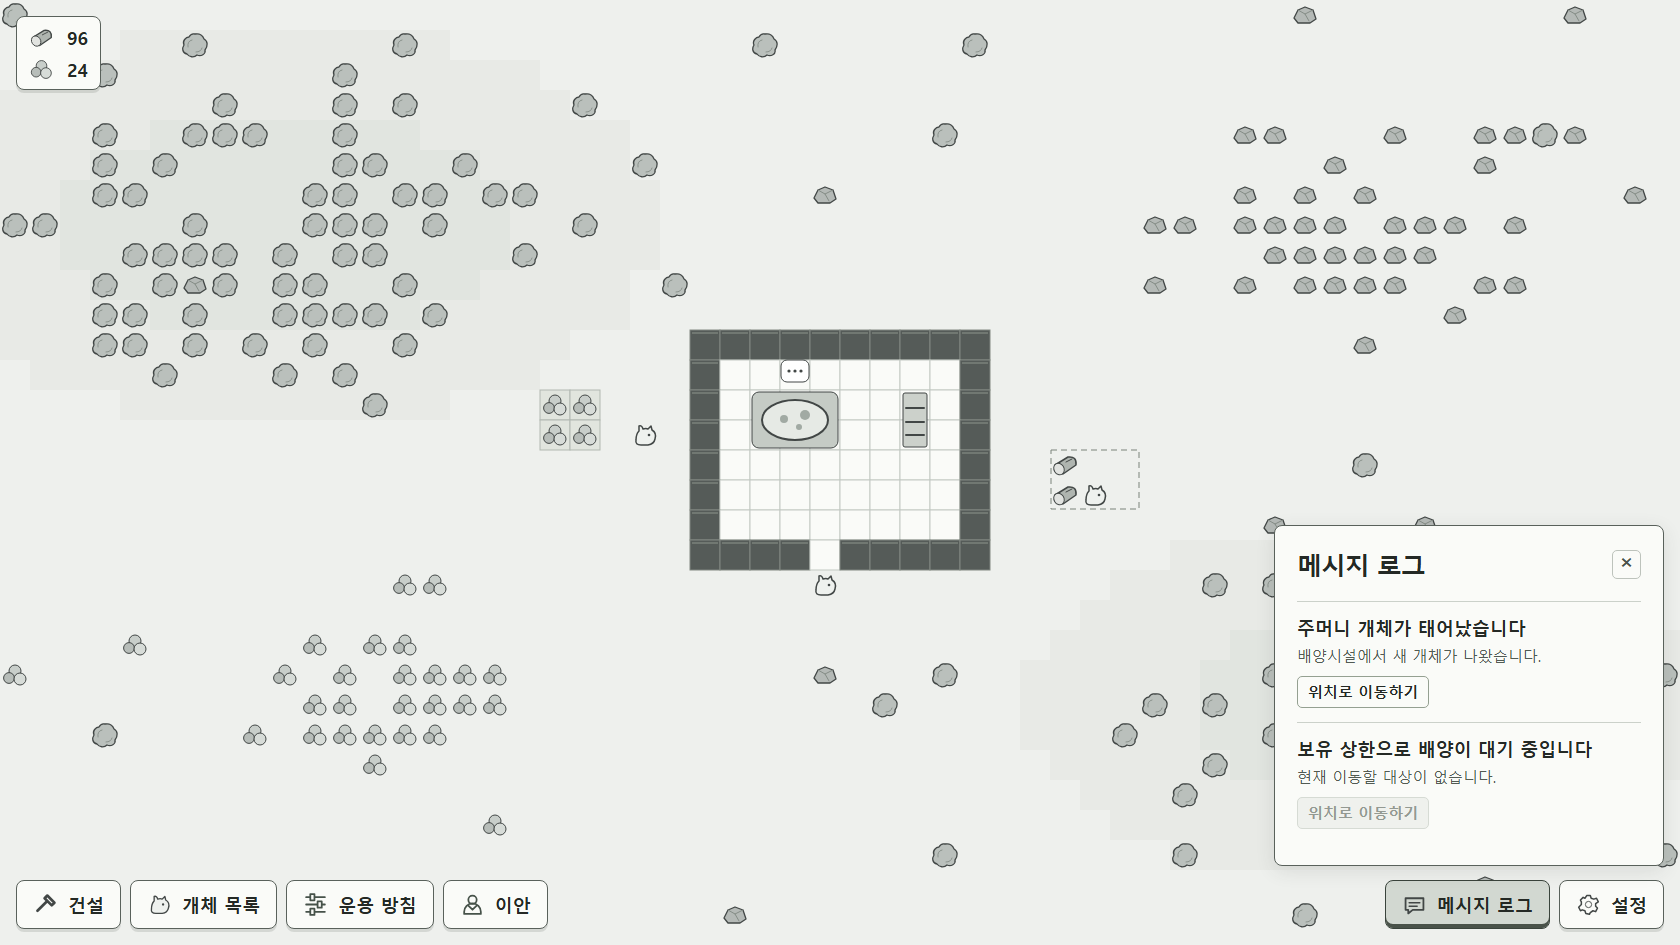 96
24
메시지 로그
주머니 개체가 태어났습니다
배양시설에서 새 개체가 나왔습니다.
위치로 이동하기
보유 상한으로 배양이 대기 중입니다
현재 이동할 대상이 없습니다.
위치로 이동하기
건설
개체 목록
운용 방침
이안
메시지 로그
설정